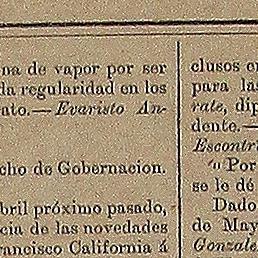 na de vapor por ser
da regularidad en los
ato.—Evaristo An-
cho de Gobernacion.
bril próximo pasado,
cia de las novedades
rancisco California á
clusos en
para las
rate, dip
dente.—
Escontri
"Por
se le dé
Dado
de May
Gonzale